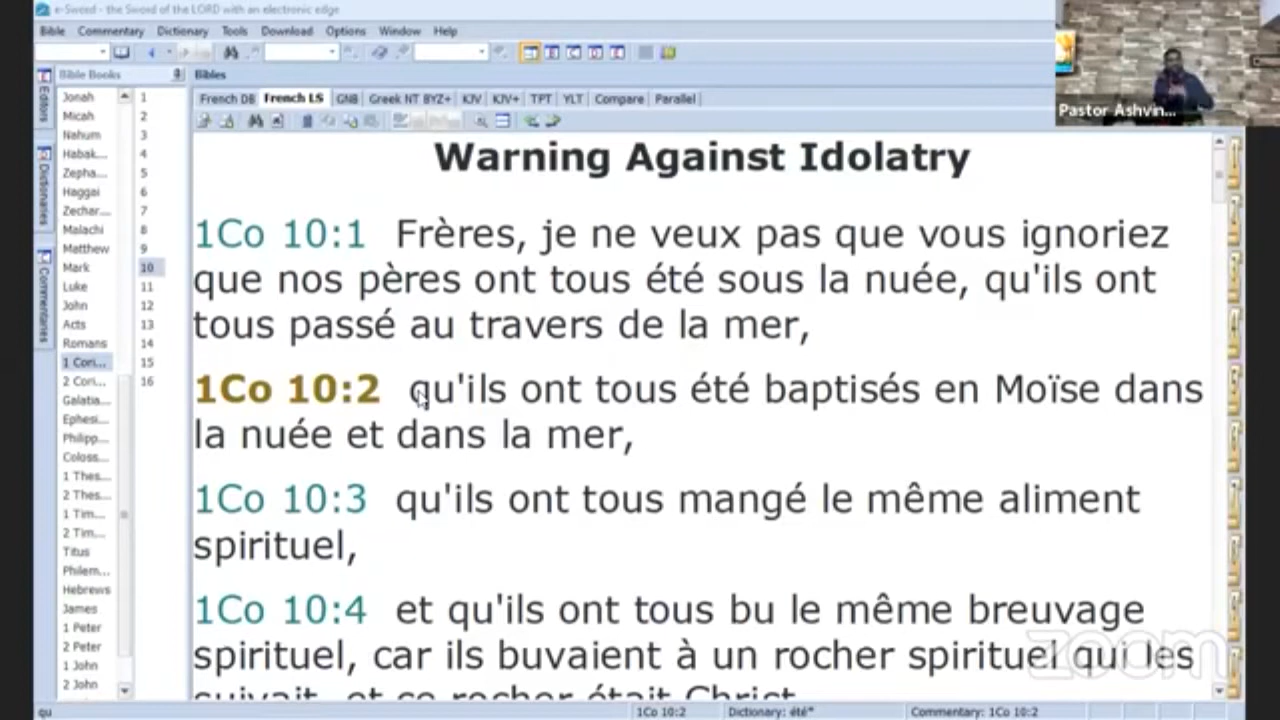 e-Sword - the Sword of the LORD with an electronic edge
Bible Commentary Dictionary Tools Download Options Window Help
Bible Books
Bibles
Pastor Ashvin...
French DB French LS GNB Greek NT BYZ+ KJV KJV+ TPT YLT Compare Parallel
Editors
Dictionaries
Commentaries
Jonah
Micah
Nahum
Habak...
Zepha...
Haggai
Zechar...
Malachi
Matthew
Mark
Luke
John
Acts
Romans
1 Cori...
2 Cori...
Galatia...
Ephesi...
Philipp...
Coloss...
1 Thes...
2 Thes...
1 Tim...
2 Tim...
Titus
Philem...
Hebrews
James
1 Peter
2 Peter
1 John
2 John
1
2
3
4
5
6
7
8
9
10
11
12
13
14
15
16
Warning Against Idolatry
1Co 10:1 Frères, je ne veux pas que vous ignoriez
que nos pères ont tous été sous la nuée, qu'ils ont
tous passé au travers de la mer,
1Co 10:2 qu'ils ont tous été baptisés en Moïse dans
la nuée et dans la mer,
1Co 10:3 qu'ils ont tous mangé le même aliment
spirituel,
1Co 10:4 et qu'ils ont tous bu le même breuvage
spirituel, car ils buvaient à un rocher spirituel qui les
suivait, et ce rocher était Christ
zoom
qu
1Co 10:2 Dictionary: été* Commentary: 1Co 10:2